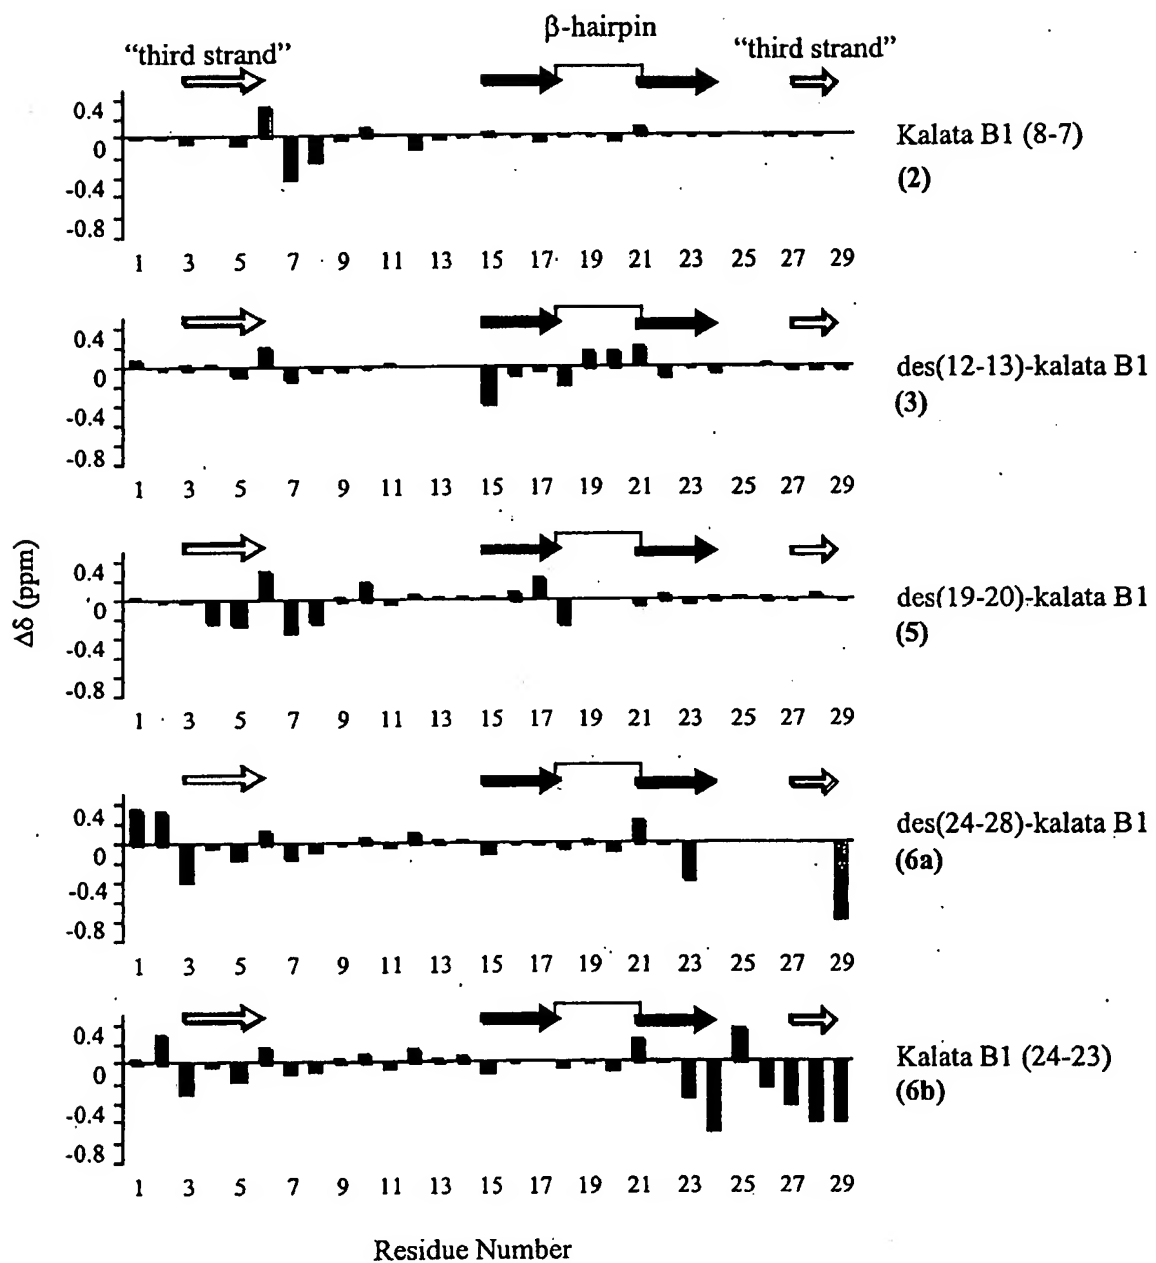 β-hairpin
“third strand” “third strand”
0.4
0
-0.4
-0.8
1 3 5 7 9 11 13 15 17 19 21 23 25 27 29
Kalata B1 (8-7)
(2)
0.4
0
-0.4
-0.8
1 3 5 7 9 11 13 15 17 19 21 23 25 27 29
des(12-13)-kalata B1
(3)
0.4
0
-0.4
-0.8
1 3 5 7 9 11 13 15 17 19 21 23 25 27 29
des(19-20)-kalata B1
(5)
0.4
0
-0.4
-0.8
1 3 5 7 9 11 13 15 17 19 21 23 25 27 29
des(24-28)-kalata B1
(6a)
0.4
0
-0.4
-0.8
1 3 5 7 9 11 13 15 17 19 21 23 25 27 29
Kalata B1 (24-23)
(6b)
Δδ (ppm)
Residue Number